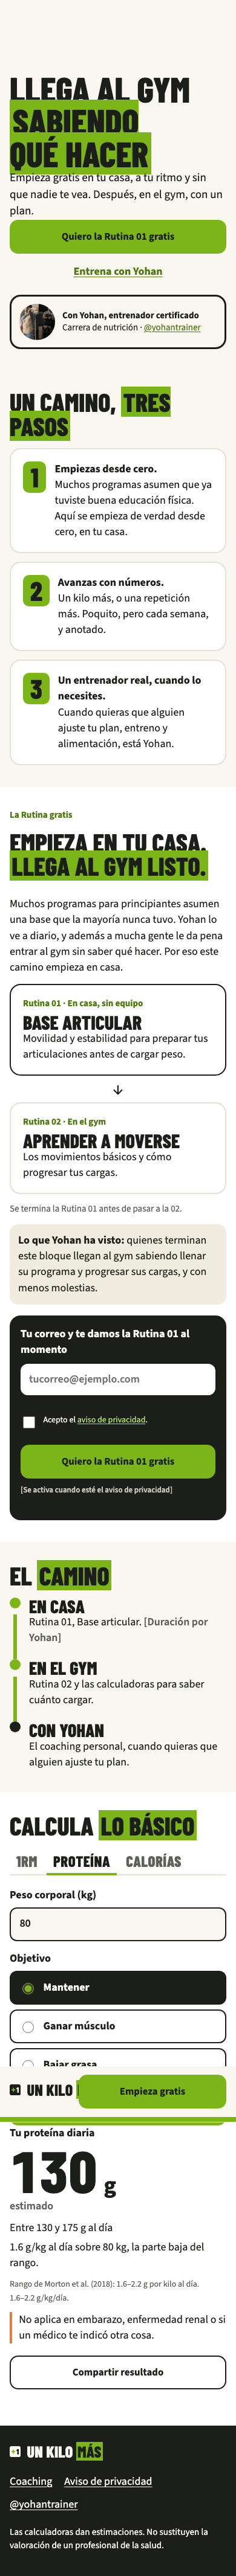 LLEGA AL GYM
SABIENDO
QUÉ HACER
Empieza gratis en tu casa, a tu ritmo y sin
que nadie te vea. Después, en el gym, con un
plan.
Quiero la Rutina 01 gratis
Entrena con Yohan
Con Yohan, entrenador certificado
Carrera de nutrición · @yohantrainer
UN CAMINO, TRES
PASOS
1
Empiezas desde cero.
Muchos programas asumen que ya
tuviste buena educación física.
Aquí se empieza de verdad desde
cero, en tu casa.
2
Avanzas con números.
Un kilo más, o una repetición
más. Poquito, pero cada semana,
y anotado.
3
Un entrenador real, cuando lo
necesites.
Cuando quieras que alguien
ajuste tu plan, entreno y
alimentación, está Yohan.
La Rutina gratis
EMPIEZA EN TU CASA.
LLEGA AL GYM LISTO.
Muchos programas para principiantes asumen
una base que la mayoría nunca tuvo. Yohan lo
ve a diario, y además a mucha gente le da pena
entrar al gym sin saber qué hacer. Por eso este
camino empieza en casa.
Rutina 01 · En casa, sin equipo
BASE ARTICULAR
Movilidad y estabilidad para preparar tus
articulaciones antes de cargar peso.
↓
Rutina 02 · En el gym
APRENDER A MOVERSE
Los movimientos básicos y cómo
progresar tus cargas.
Se termina la Rutina 01 antes de pasar a la 02.
Lo que Yohan ha visto: quienes terminan
este bloque llegan al gym sabiendo llenar
su programa y progresar sus cargas, y con
menos molestias.
Tu correo y te damos la Rutina 01 al
momento
tucorreo@ejemplo.com
Acepto el aviso de privacidad.
Quiero la Rutina 01 gratis
[Se activa cuando esté el aviso de privacidad]
EL CAMINO
EN CASA
Rutina 01, Base articular. [Duración por
Yohan]
EN EL GYM
Rutina 02 y las calculadoras para saber
cuánto cargar.
CON YOHAN
El coaching personal, cuando quieras que
alguien ajuste tu plan.
CALCULA LO BÁSICO
1RM PROTEÍNA CALORÍAS
Peso corporal (kg)
80
Objetivo
Mantener
Ganar músculo
Bajar grasa
UN KILO
Empieza gratis
Tu proteína diaria
130 g
estimado
Entre 130 y 175 g al día
1.6 g/kg al día sobre 80 kg, la parte baja del
rango.
Rango de Morton et al. (2018): 1.6–2.2 g por kilo al día.
1.6–2.2 g/kg/día.
No aplica en embarazo, enfermedad renal o si
un médico te indicó otra cosa.
Compartir resultado
UN KILO MÁS
Coaching Aviso de privacidad
@yohantrainer
Las calculadoras dan estimaciones. No sustituyen la
valoración de un profesional de la salud.